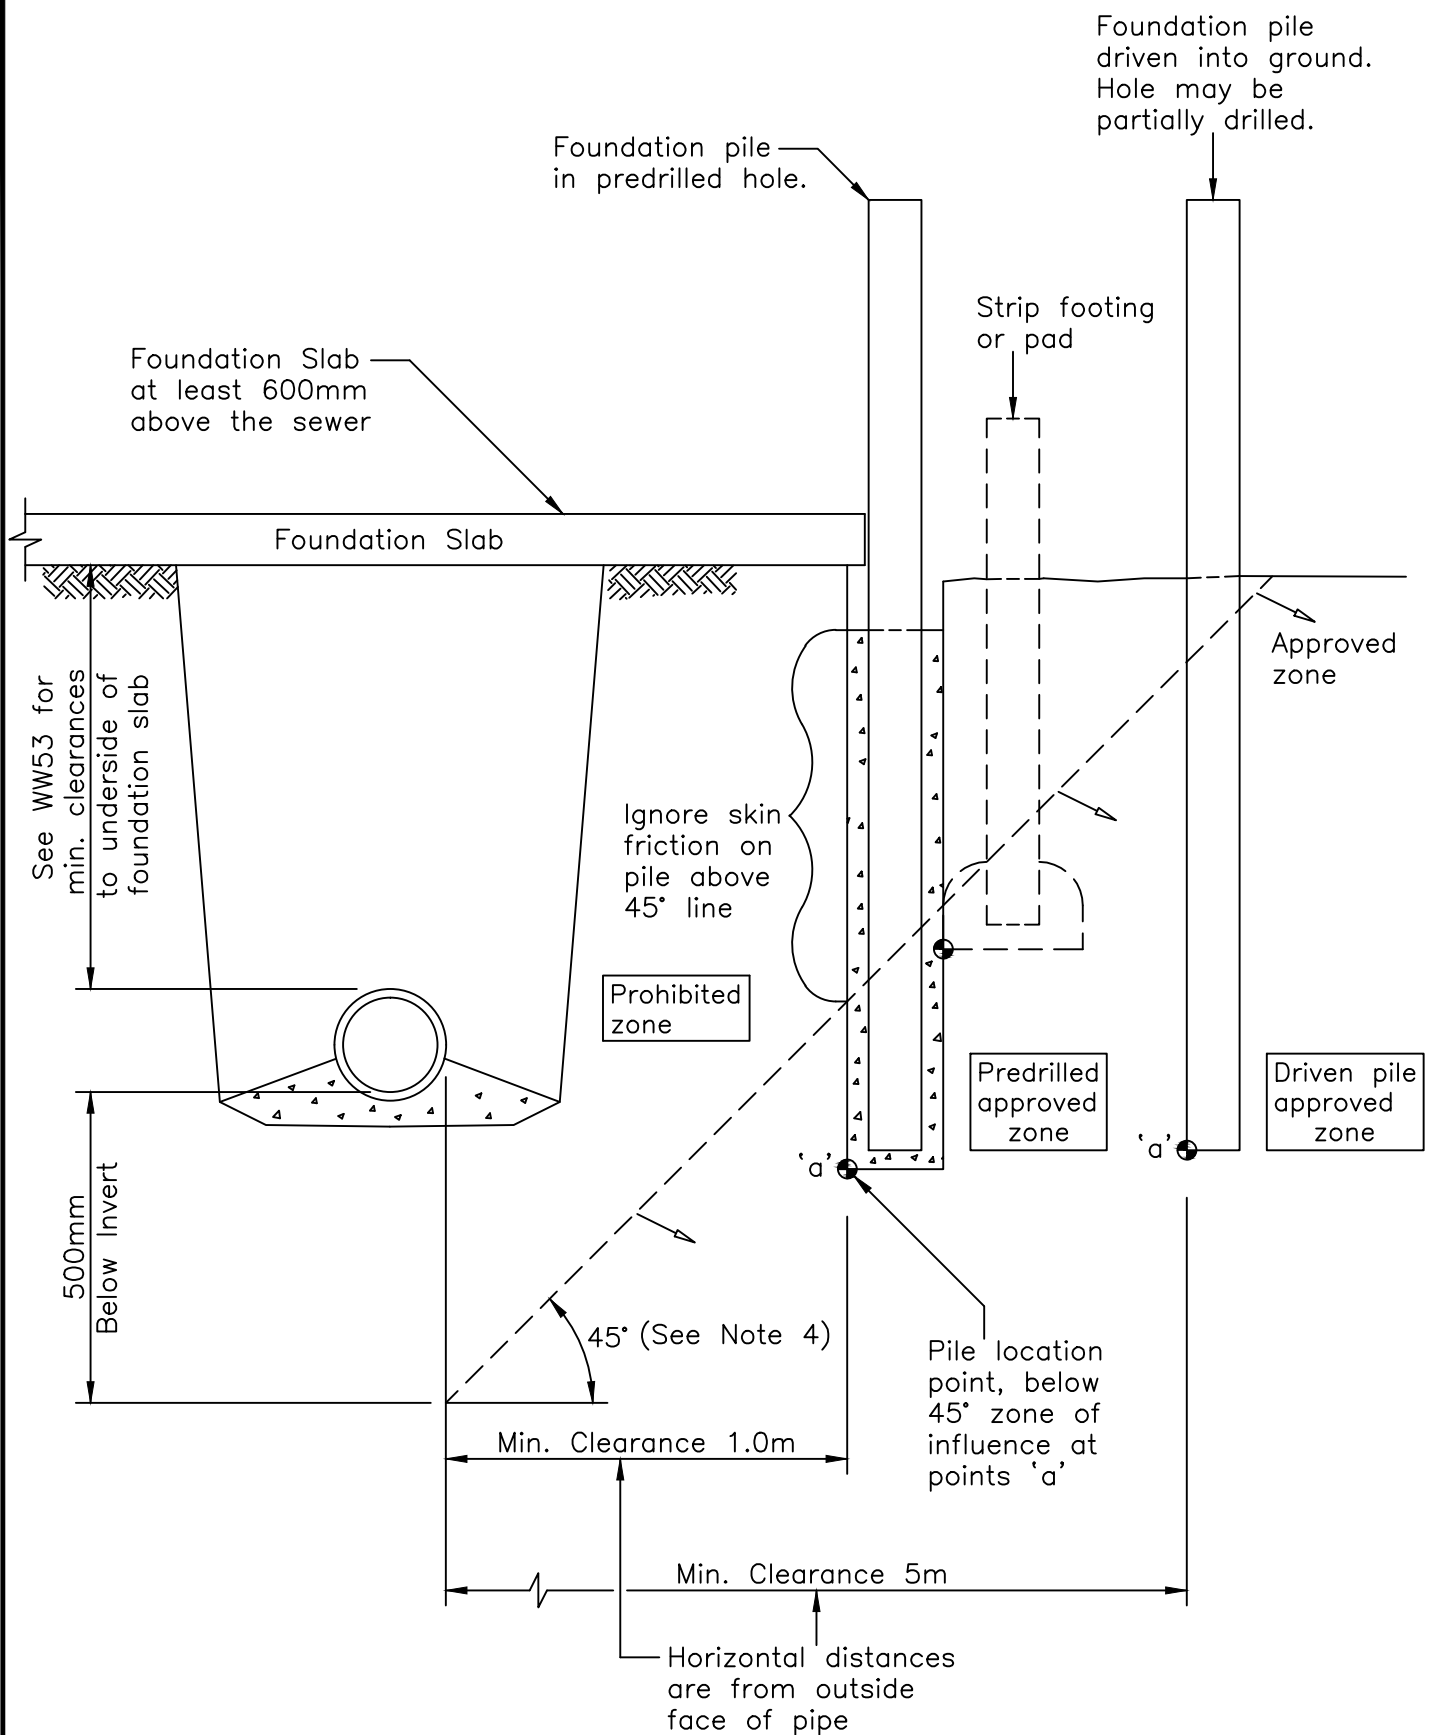 Foundation pile
driven into ground.
Hole may be
partially drilled.
Foundation pile
in predrilled hole.
Strip footing
or pad
Foundation Slab
at least 600mm
above the sewer
Foundation Slab
Approved
zone
See WW53 for
min. clearances
to underside of
foundation slab
Ignore skin
friction on
pile above
45° line
Prohibited
zone
Predrilled
approved
zone
Driven pile
approved
zone
'a'
'a'
500mm
Below Invert
45° (See Note 4)
Pile location
point, below
45° zone of
influence at
points 'a'
Min. Clearance 1.0m
Min. Clearance 5m
Horizontal distances
are from outside
face of pipe